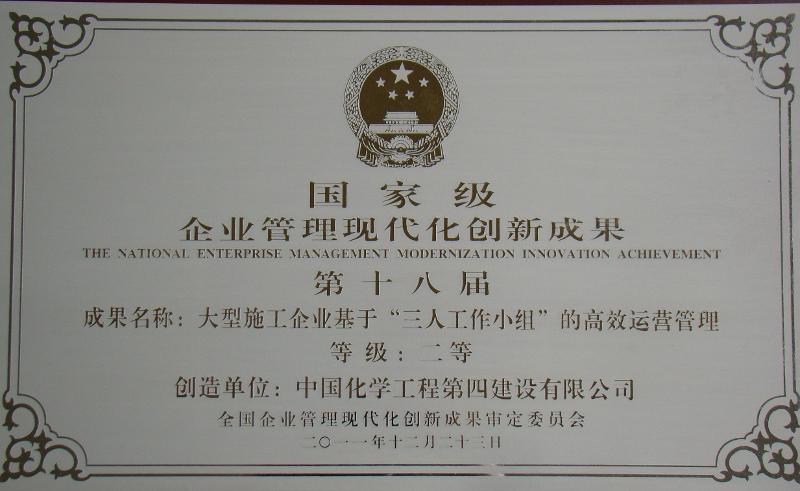 国家级
企业管理现代化创新成果
THE NATIONAL ENTERPRISE MANAGEMENT MODERNIZATION INNOVATION ACHIEVEMENT
第十八届
成果名称：大型施工企业基于“三人工作小组”的高效运营管理
等级：二等
创造单位：中国化学工程第四建设有限公司
全国企业管理现代化创新成果审定委员会
二〇一一年十二月二十三日